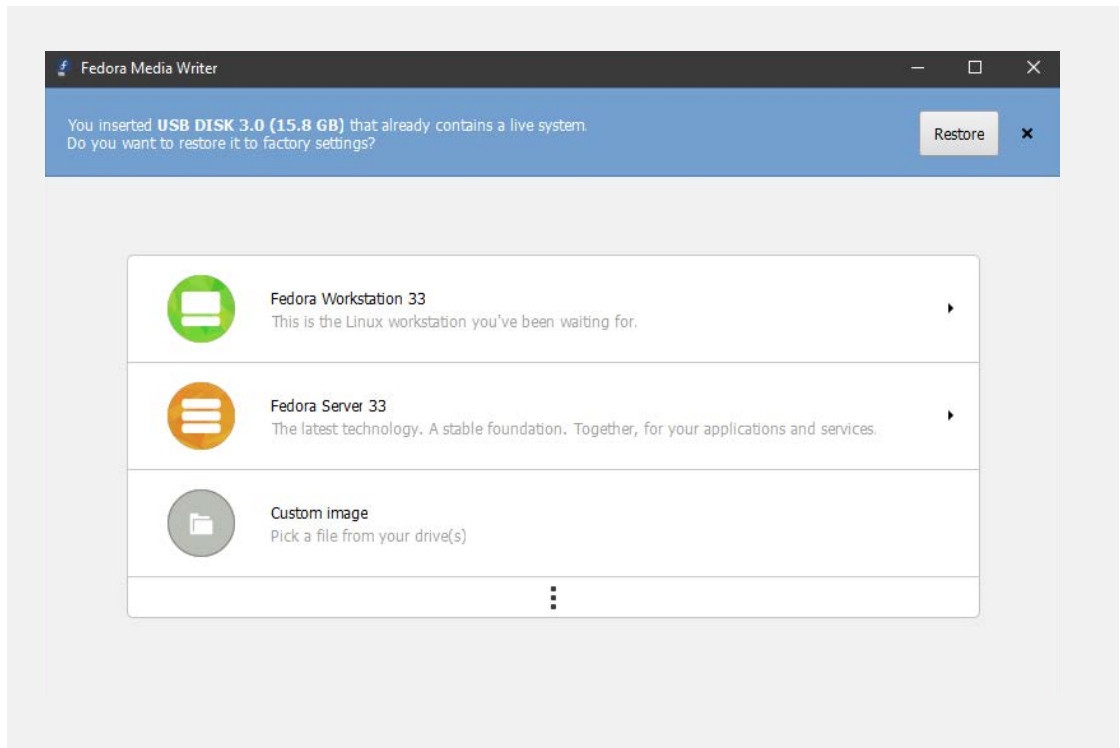 Fedora Media Writer
You inserted USB DISK 3.0 (15.8 GB) that already contains a live system.
Do you want to restore it to factory settings?
Restore
Fedora Workstation 33
This is the Linux workstation you've been waiting for.
Fedora Server 33
The latest technology. A stable foundation. Together, for your applications and services.
Custom image
Pick a file from your drive(s)